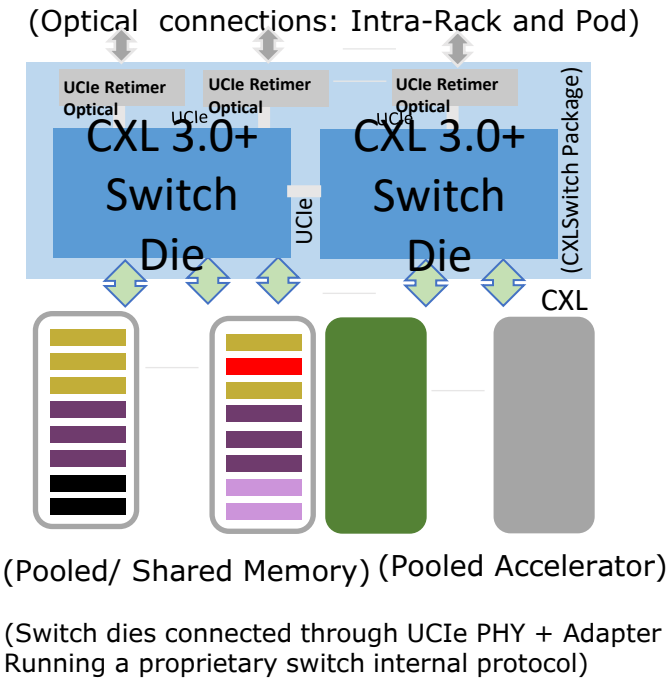 (Optical connections: Intra-Rack and Pod)
UCIe Retimer
Optical
UCIe Retimer
Optical
UCIe Retimer
Optical
UCIe
UCIe
CXL 3.0+
Switch
Die
UCIe
CXL 3.0+
Switch
Die
(CXLSwitch Package)
CXL
(Pooled/ Shared Memory)
(Pooled Accelerator)
(Switch dies connected through UCIe PHY + Adapter
Running a proprietary switch internal protocol)